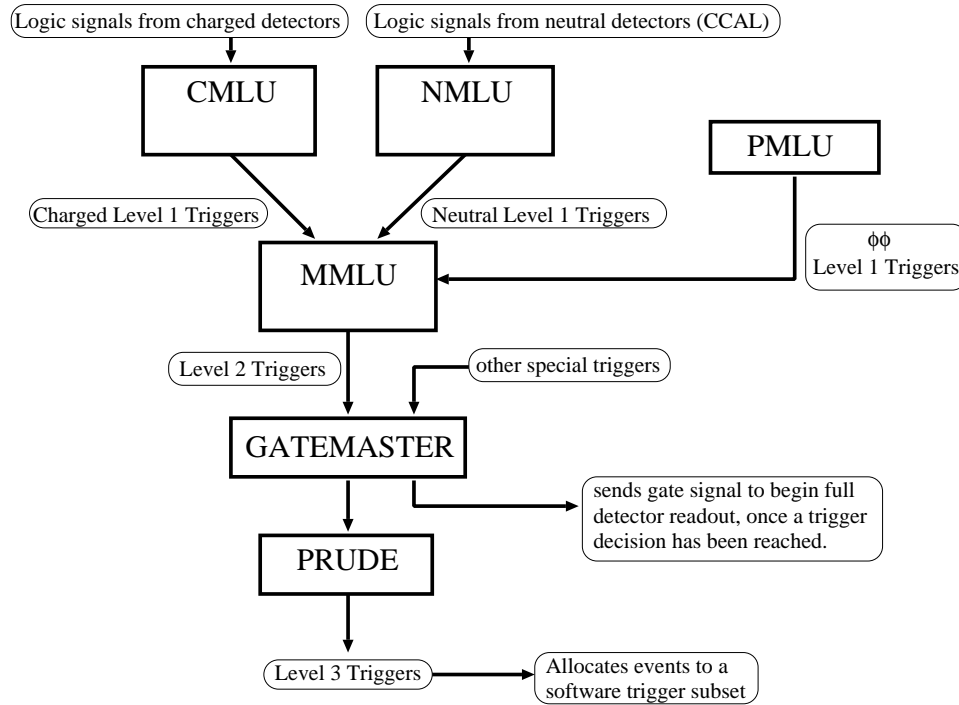 Logic signals from charged detectors
Logic signals from neutral detectors (CCAL)
CMLU
NMLU
PMLU
Charged Level 1 Triggers
Neutral Level 1 Triggers
ϕϕ
Level 1 Triggers
MMLU
Level 2 Triggers
other special triggers
GATEMASTER
sends gate signal to begin full
detector readout, once a trigger
decision has been reached.
PRUDE
Level 3 Triggers
Allocates events to a
software trigger subset